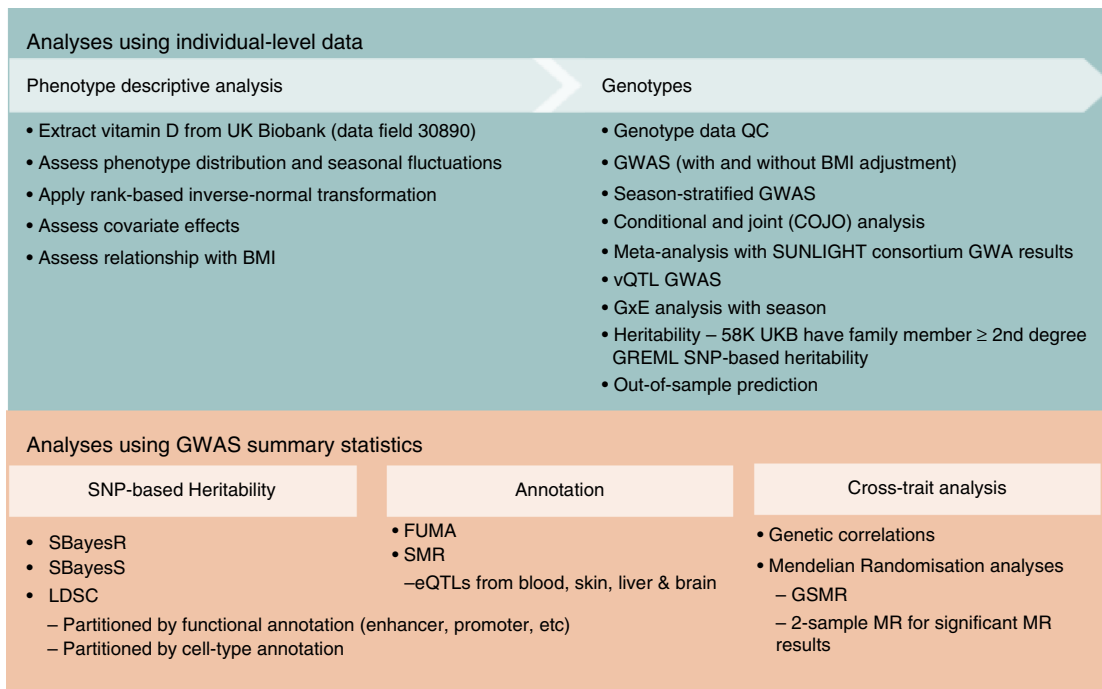 Analyses using individual-level data
Phenotype descriptive analysis
• Extract vitamin D from UK Biobank (data field 30890)
• Assess phenotype distribution and seasonal fluctuations
• Apply rank-based inverse-normal transformation
• Assess covariate effects
• Assess relationship with BMI
Genotypes
• Genotype data QC
• GWAS (with and without BMI adjustment)
• Season-stratified GWAS
• Conditional and joint (COJO) analysis
• Meta-analysis with SUNLIGHT consortium GWA results
• vQTL GWAS
• GxE analysis with season
• Heritability – 58K UKB have family member ≥ 2nd degree
GREML SNP-based heritability
• Out-of-sample prediction
Analyses using GWAS summary statistics
SNP-based Heritability
• SBayesR
• SBayesS
• LDSC
– Partitioned by functional annotation (enhancer, promoter, etc)
– Partitioned by cell-type annotation
Annotation
• FUMA
• SMR
–eQTLs from blood, skin, liver & brain
Cross-trait analysis
• Genetic correlations
• Mendelian Randomisation analyses
– GSMR
– 2-sample MR for significant MR
results